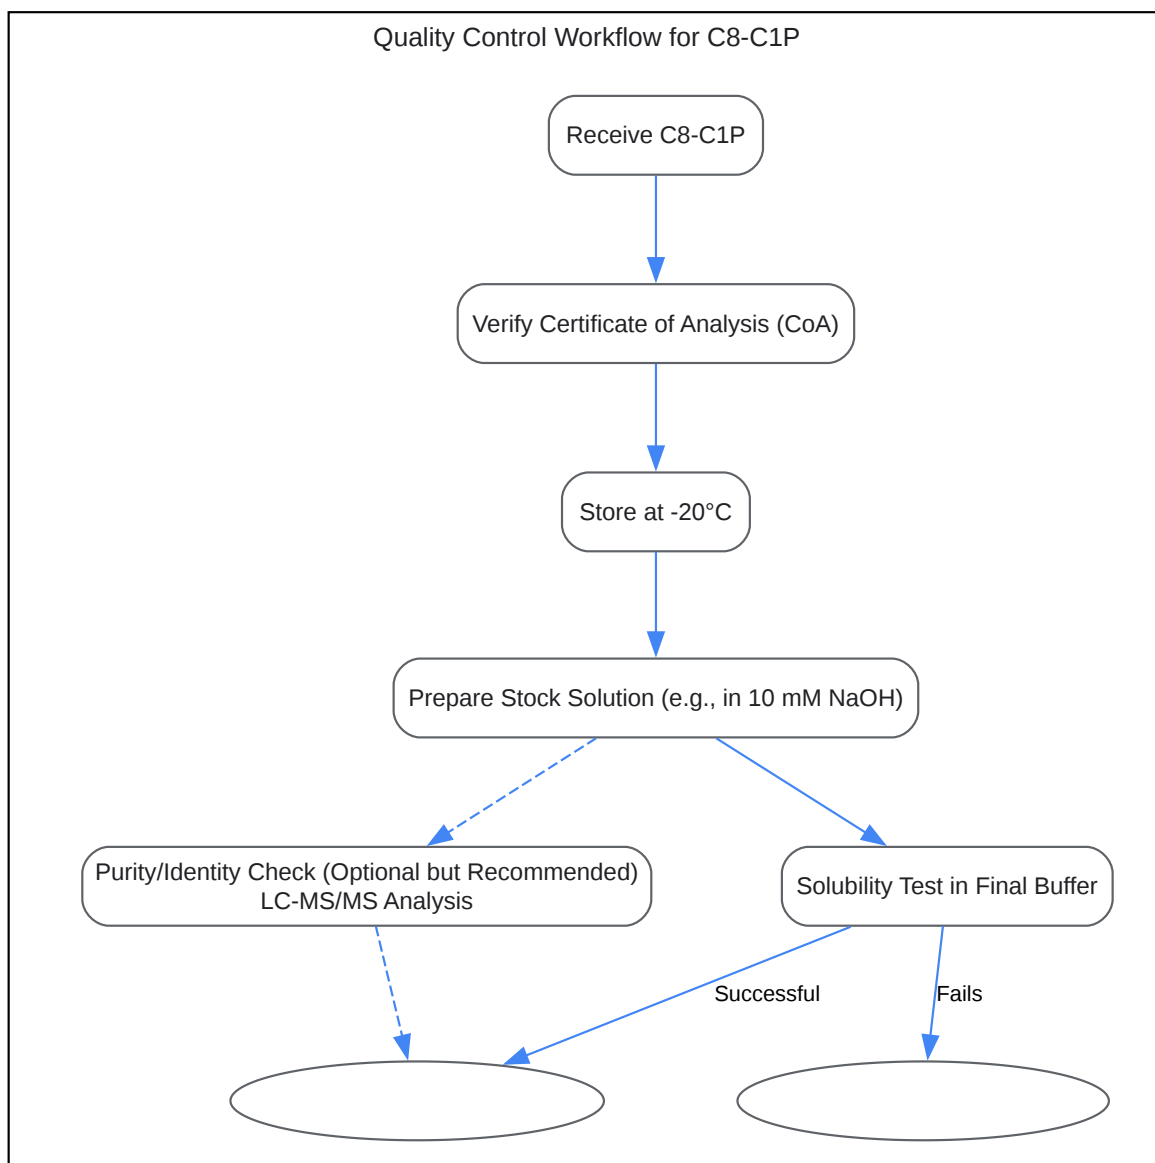 Quality Control Workflow for C8-C1P
Receive C8-C1P
Verify Certificate of Analysis (CoA)
Store at -20°C
Prepare Stock Solution (e.g., in 10 mM NaOH)
Purity/Identity Check (Optional but Recommended)
LC-MS/MS Analysis
Solubility Test in Final Buffer
Successful
Fails